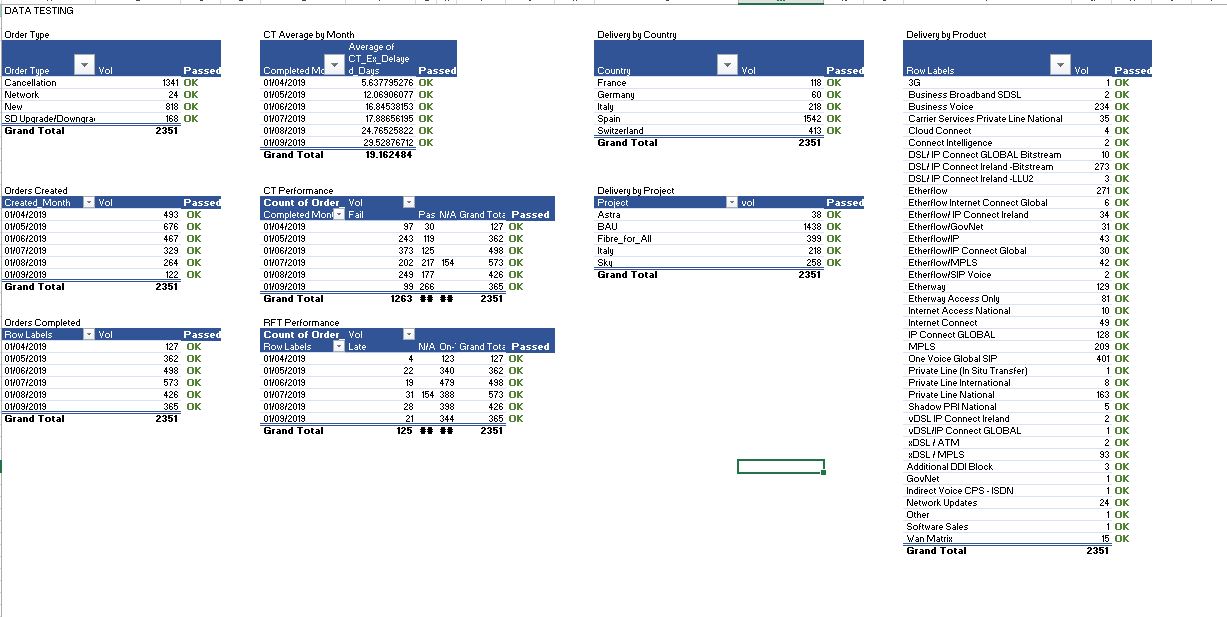 DATA TESTING
Order Type
Order Type Vol Passed
Cancellation 1341 OK
Network 24 OK
New 818 OK
SD Upgrade/Downgra 168 OK
Grand Total 2351
Orders Created
Created_Month Vol Passed
01/04/2019 493 OK
01/05/2019 676 OK
01/06/2019 467 OK
01/07/2019 329 OK
01/08/2019 264 OK
01/09/2019 122 OK
Grand Total 2351
Orders Completed
Row Labels Vol Passed
01/04/2019 127 OK
01/05/2019 362 OK
01/06/2019 498 OK
01/07/2019 573 OK
01/08/2019 426 OK
01/09/2019 365 OK
Grand Total 2351
CT Average by Month
Average of
CT_Ex_Delaye
Completed Mo d_Days Passed
01/04/2019 5.637795276 OK
01/05/2019 12.06906077 OK
01/06/2019 16.84538153 OK
01/07/2019 17.88656195 OK
01/08/2019 24.76525822 OK
01/09/2019 29.52876712 OK
Grand Total 19.162484
CT Performance
Count of Order Vol
Completed Mon Fail Pas N/A Grand Tota Passed
01/04/2019 97 30 127 OK
01/05/2019 243 119 362 OK
01/06/2019 373 125 498 OK
01/07/2019 202 217 154 573 OK
01/08/2019 249 177 426 OK
01/09/2019 99 266 365 OK
Grand Total 1263 ## ## 2351
RFT Performance
Count of Order Vol
Row Labels Late N/A On- Grand Tota Passed
01/04/2019 4 123 127 OK
01/05/2019 22 340 362 OK
01/06/2019 19 479 498 OK
01/07/2019 31 154 388 573 OK
01/08/2019 28 398 426 OK
01/09/2019 21 344 365 OK
Grand Total 125 ## ## 2351
Delivery by Country
Country Vol Passed
France 118 OK
Germany 60 OK
Italy 218 OK
Spain 1542 OK
Switzerland 413 OK
Grand Total 2351
Delivery by Project
Project vol Passed
Astra 38 OK
BAU 1438 OK
Fibre_for_All 399 OK
Italy 218 OK
Sky 258 OK
Grand Total 2351
Delivery by Product
Row Labels Vol Passed
3G 1 OK
Business Broadband SDSL 2 OK
Business Voice 234 OK
Carrier Services Private Line National 35 OK
Cloud Connect 4 OK
Connect Intelligence 2 OK
DSL/ IP Connect GLOBAL Bitstream 10 OK
DSL/ IP Connect Ireland -Bitstream 273 OK
DSL/ IP Connect Ireland -LLU2 3 OK
Etherflow 271 OK
Etherflow Internet Connect Global 6 OK
Etherflow/ IP Connect Ireland 34 OK
Etherflow/GovNet 31 OK
Etherflow/IP 43 OK
Etherflow/IP Connect Global 30 OK
Etherflow/MPLS 42 OK
Etherflow/SIP Voice 2 OK
Etherway 129 OK
Etherway Access Only 81 OK
Internet Access National 10 OK
Internet Connect 49 OK
IP Connect GLOBAL 128 OK
MPLS 209 OK
One Voice Global SIP 401 OK
Private Line (In Situ Transfer) 1 OK
Private Line International 8 OK
Private Line National 163 OK
Shadow PRI National 5 OK
vDSL IP Connect Ireland 2 OK
vDSL/IP Connect GLOBAL 1 OK
xDSL / ATM 2 OK
xDSL / MPLS 93 OK
Additional DDI Block 3 OK
GovNet 1 OK
Indirect Voice CPS - ISDN 1 OK
Network Updates 24 OK
Other 1 OK
Software Sales 1 OK
Wan Matrix 15 OK
Grand Total 2351